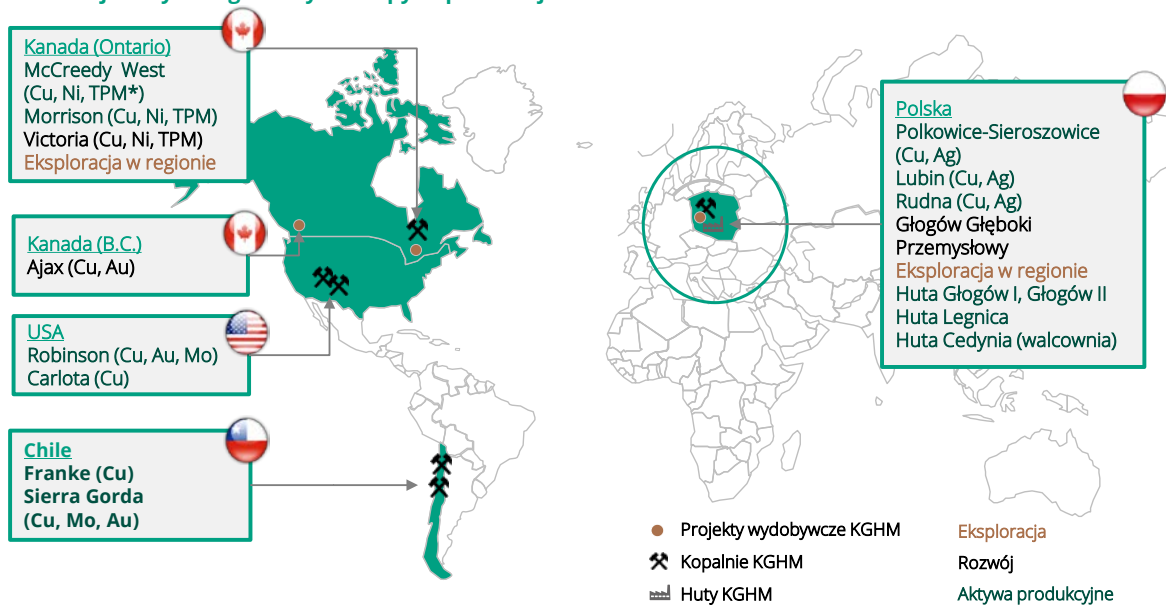 Kanada (Ontario)
McCreedy West
(Cu, Ni, TPM*)
Morrison (Cu, Ni, TPM)
Victoria (Cu, Ni, TPM)
Eksploracja w regionie
Kanada (B.C.)
Ajax (Cu, Au)
USA
Robinson (Cu, Au, Mo)
Carlota (Cu)
Chile
Franke (Cu)
Sierra Gorda
(Cu, Mo, Au)
Polska
Polkowice-Sieroszowice
(Cu, Ag)
Lubin (Cu, Ag)
Rudna (Cu, Ag)
Głogów Głęboki
Przemysłowy
Eksploracja w regionie
Huta Głogów I, Głogów II
Huta Legnica
Huta Cedynia (walcownia)
Projekty wydobywcze KGHM
Eksploracja
Kopalnie KGHM
Rozwój
Huty KGHM
Aktywa produkcyjne